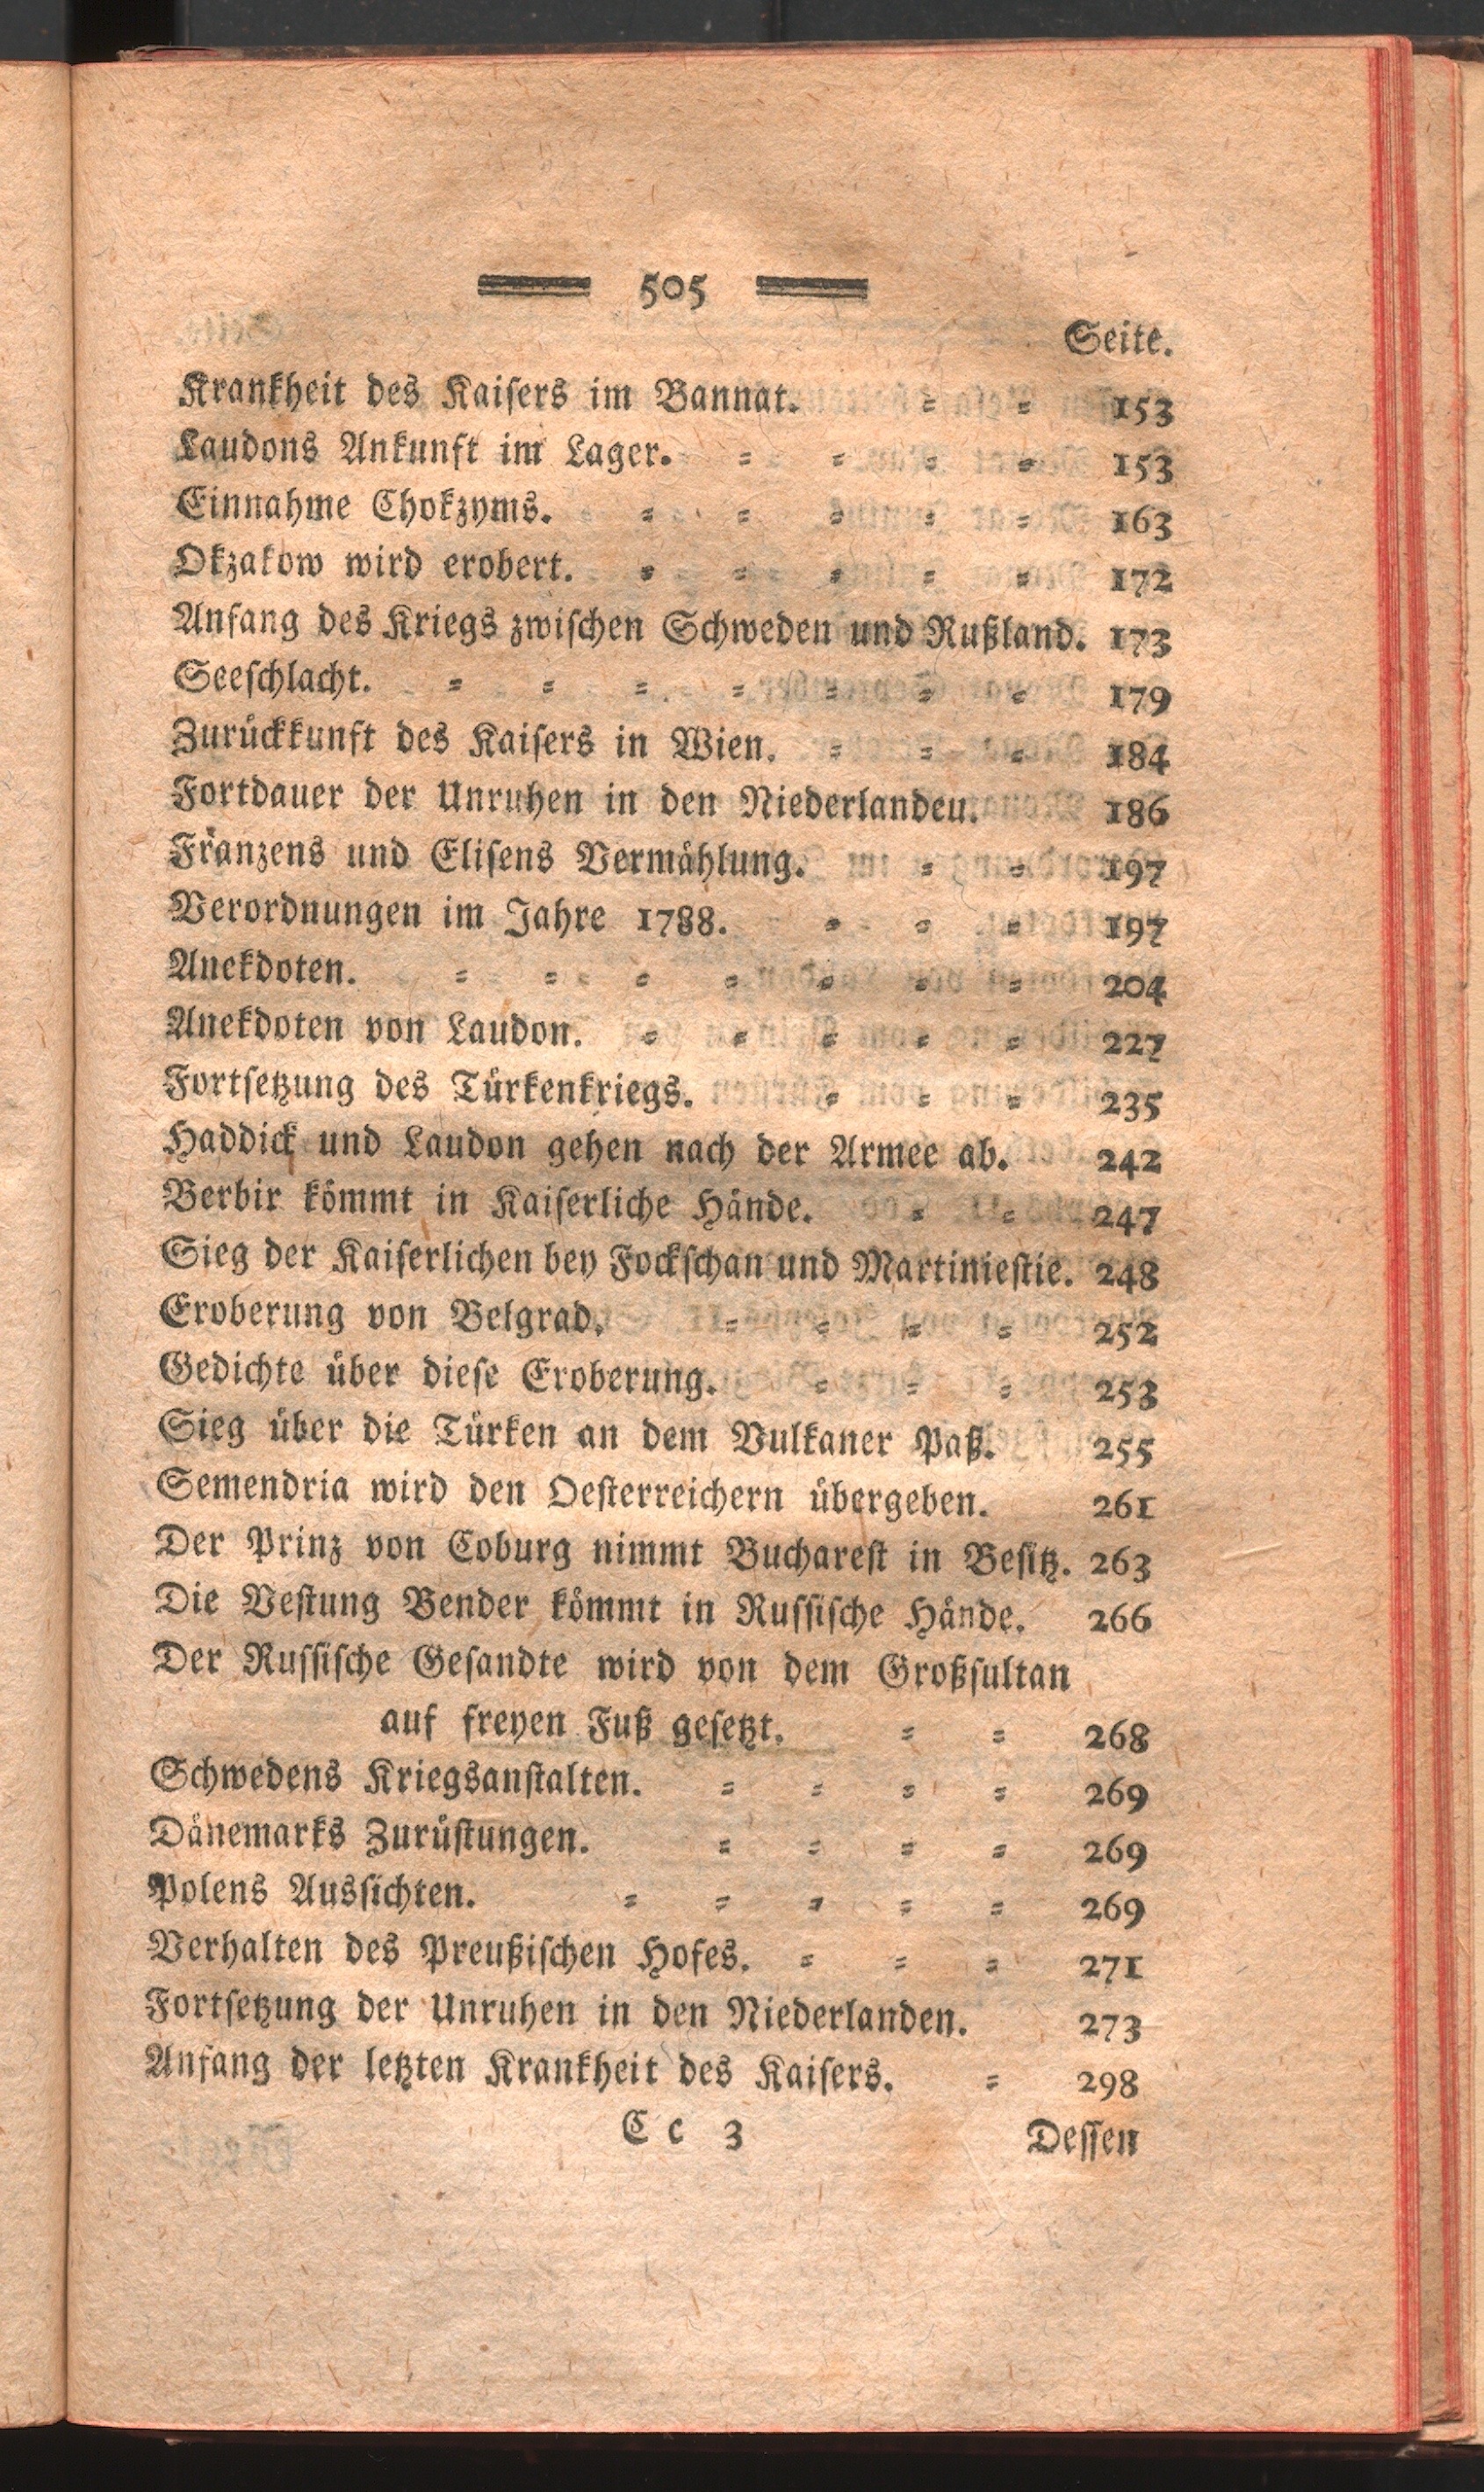 505
Seite.
Krankheit des Kaiſers im Bannat. = = 153
Laudons Ankunft im Lager. = = = = 153
Einnahme Chokzyms. = = = = = 163
Okzakow wird erobert. = = = = = 172
Anfang des Kriegs zwiſchen Schweden und Rußland. 173
Seeſchlacht. = = = = = = = 179
Zurückkunft des Kaiſers in Wien. = = = 184
Fortdauer der Unruhen in den Niederlandeu. 186
Franzens und Eliſens Vermählung. = = 197
Verordnungen im Jahre 1788. = = = 197
Anekdoten. = = = = = = = 204
Anekdoten von Laudon. = = = = = 227
Fortſetzung des Türkenkriegs. = = = 235
Haddick und Laudon gehen nach der Armee ab. 242
Berbir kömmt in Kaiſerliche Hände. = = 247
Sieg der Kaiſerlichen bey Fockſchan und Martinieſtie. 248
Eroberung von Belgrad. = = = = 252
Gedichte über dieſe Eroberung. = = = 253
Sieg über die Türken an dem Vulkaner Paß. 255
Semendria wird den Oeſterreichern übergeben. 261
Der Prinz von Coburg nimmt Buchareſt in Beſitz. 263
Die Veſtung Bender kömmt in Ruſſiſche Hände. 266
Der Ruſſiſche Geſandte wird von dem Großſultan
auf freyen Fuß geſetzt. = = 268
Schwedens Kriegsanſtalten. = = = = 269
Dänemarks Zurüſtungen. = = = = 269
Polens Ausſichten. = = = = = 269
Verhalten des Preußiſchen Hofes. = = = 271
Fortſetzung der Unruhen in den Niederlanden. 273
Anfang der letzten Krankheit des Kaiſers. = 298
C c 3 Deſſen